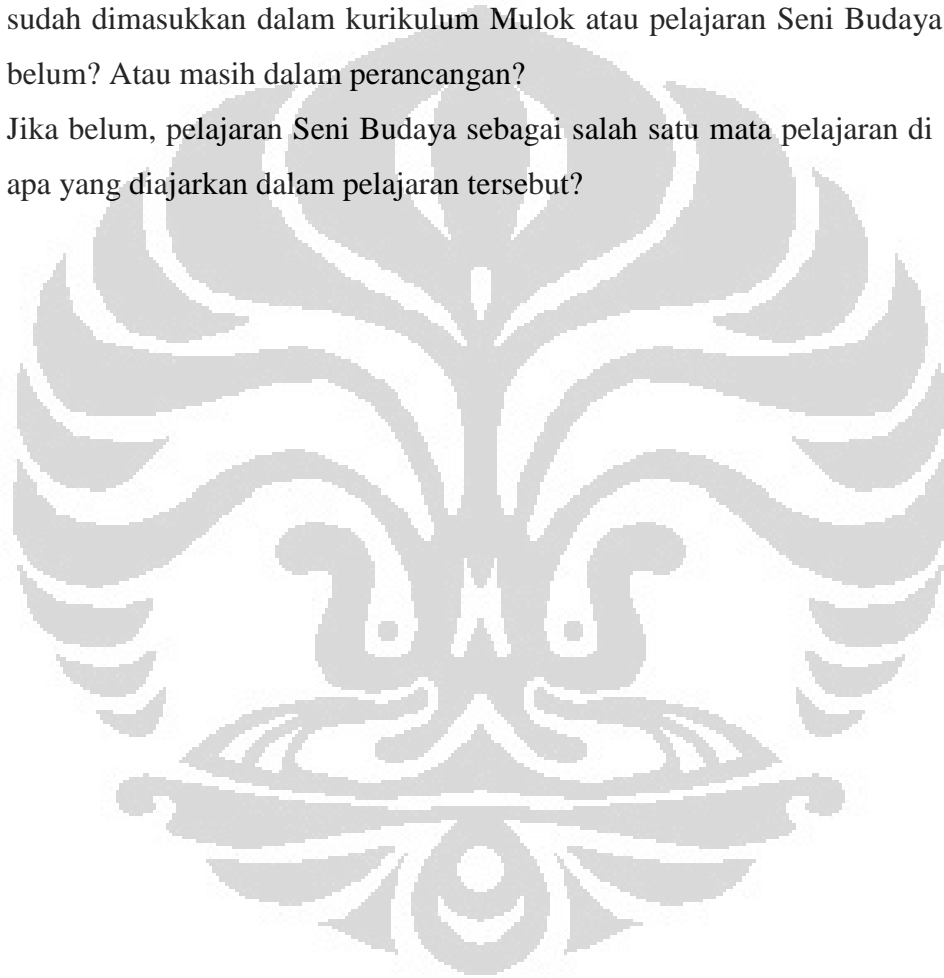 sudah dimasukkan dalam kurikulum Mulok atau pelajaran Seni Budaya
belum? Atau masih dalam perancangan?
Jika belum, pelajaran Seni Budaya sebagai salah satu mata pelajaran di
apa yang diajarkan dalam pelajaran tersebut?